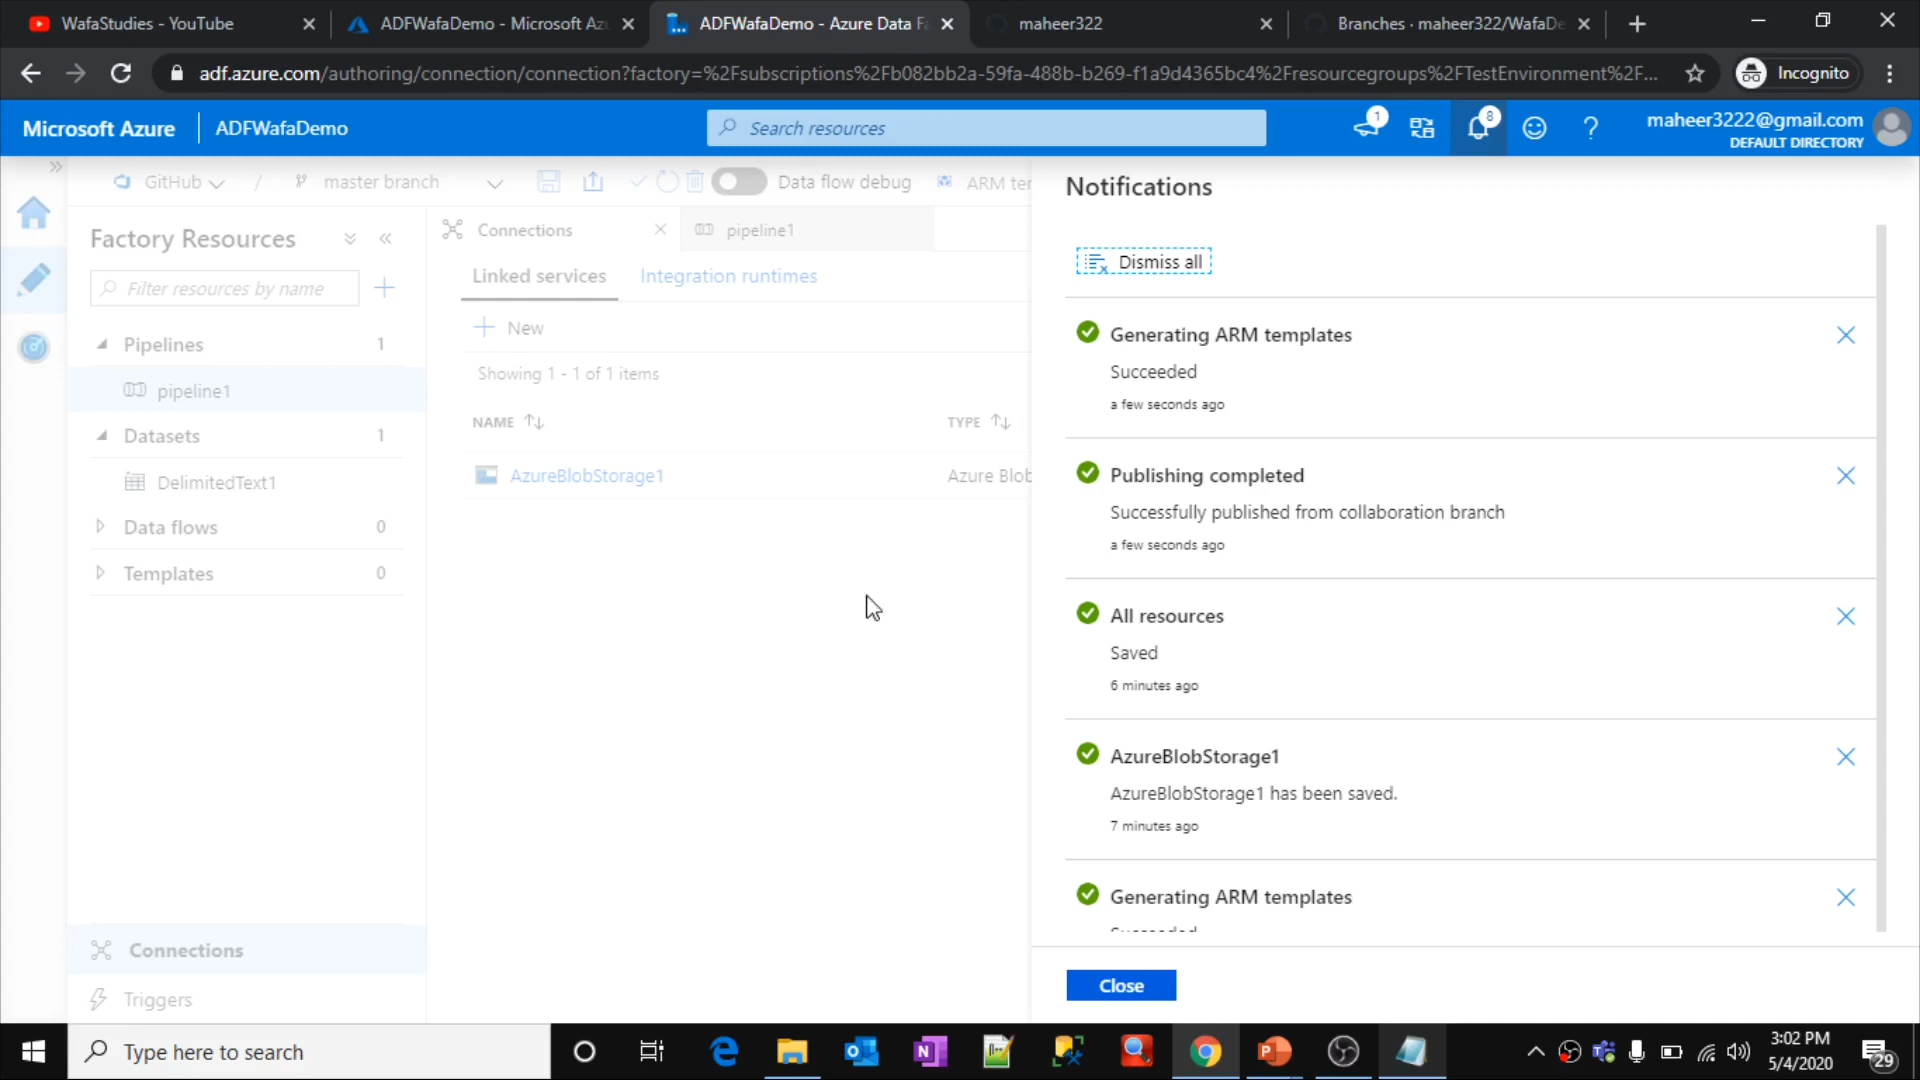 WafaStudies - YouTube
ADFWafaDemo - Microsoft Azu
ADFWafaDemo - Azure Data Fa
maheer322
Branches · maheer322/WafaDe
adf.azure.com/authoring/connection/connection?factory=%2Fsubscriptions%2Fb082bb2a-59fa-488b-b269-f1a9d4365bc4%2Fresourcegroups%2FTestEnvironment%2F...
Incognito
Microsoft Azure
ADFWafaDemo
Search resources
1
8
maheer3222@gmail.com
DEFAULT DIRECTORY
GitHub
/
master branch
Data flow debug
ARM ter
Factory Resources
Filter resources by name
Pipelines 1
pipeline1
Datasets 1
DelimitedText1
Data flows 0
Templates 0
Connections
Triggers
Connections
pipeline1
Linked services
Integration runtimes
New
Showing 1 - 1 of 1 items
NAME
TYPE
AzureBlobStorage1
Azure Blob
Notifications
Dismiss all
Generating ARM templates
Succeeded
a few seconds ago
Publishing completed
Successfully published from collaboration branch
a few seconds ago
All resources
Saved
6 minutes ago
AzureBlobStorage1
AzureBlobStorage1 has been saved.
7 minutes ago
Generating ARM templates
Succeeded
Close
Type here to search
3:02 PM
5/4/2020
29